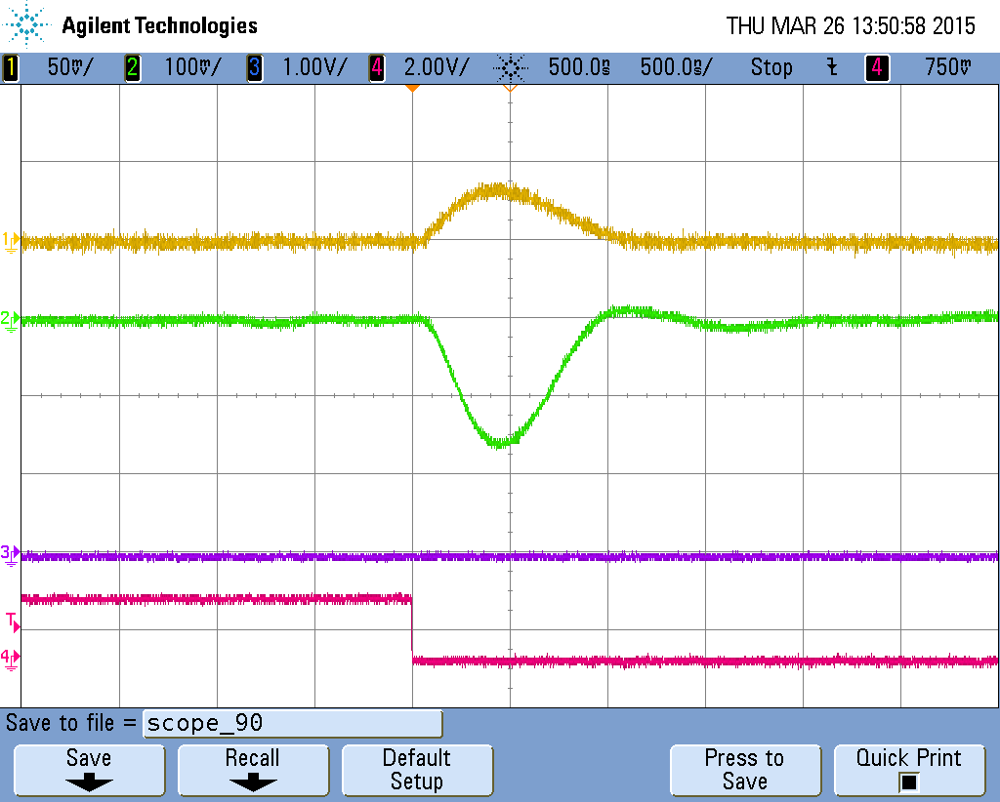 Agilent Technologies THU MAR 26 13:50:58 2015
1 50mV/ 2 100mV/ 3 1.00V/ 4 2.00V/ 500.0ns 500.0ns/ Stop 4 750mV
1
2
3
T
4
Save to file = scope_90
Save Recall Default Setup Press to Save Quick Print